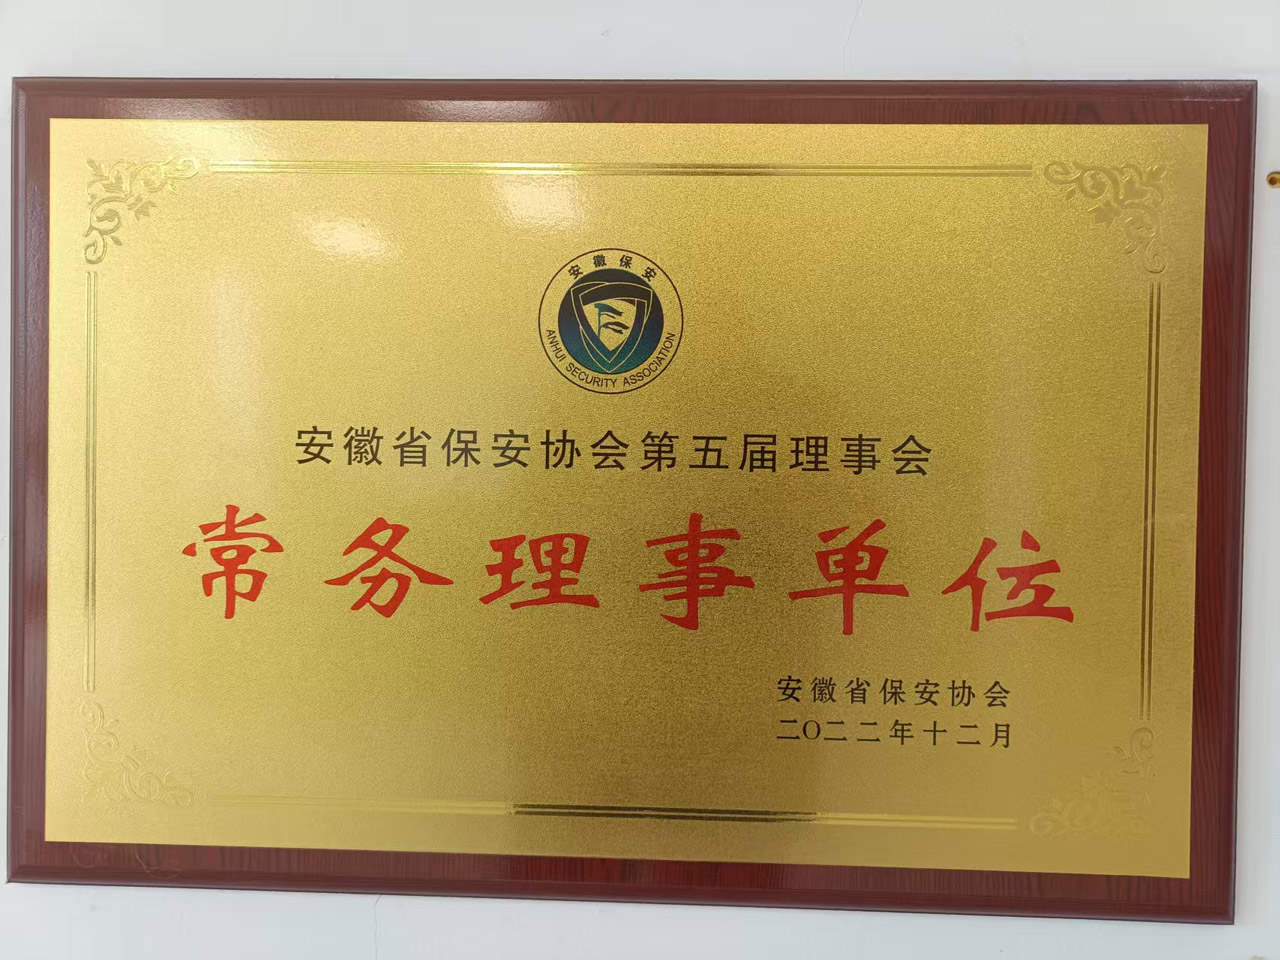 安徽保安
ANHUI SECURITY ASSOCIATION
安徽省保安协会第五届理事会
常务理事单位
安徽省保安协会
二〇二二年十二月